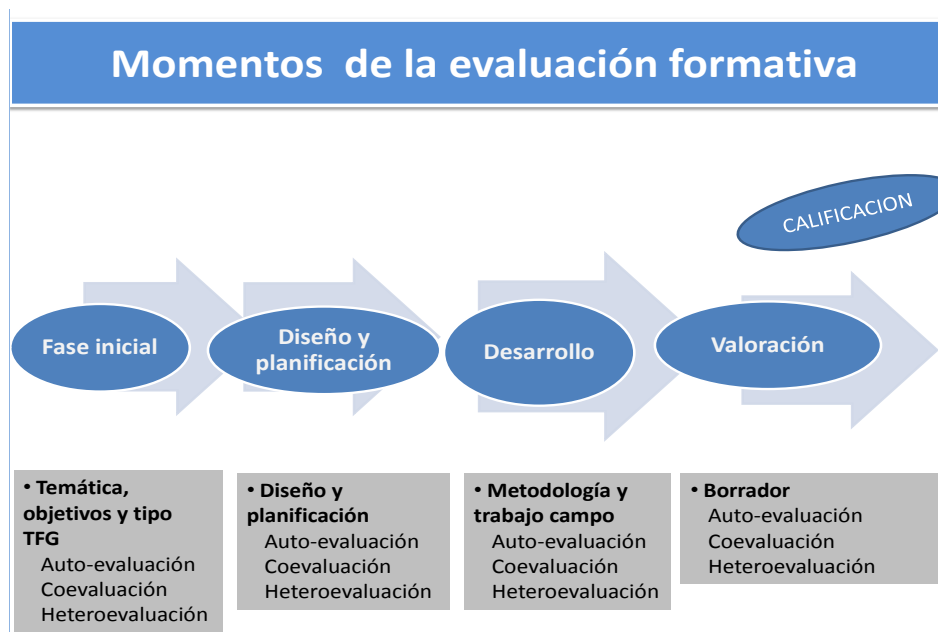 Momentos de la evaluación formativa
CALIFICACION
Fase inicial
Diseño y
planificación
Desarrollo
Valoración
• Temática,
objetivos y tipo
TFG
Auto-evaluación
Coevaluación
Heteroevaluación
• Diseño y
planificación
Auto-evaluación
Coevaluación
Heteroevaluación
• Metodología y
trabajo campo
Auto-evaluación
Coevaluación
Heteroevaluación
• Borrador
Auto-evaluación
Coevaluación
Heteroevaluación